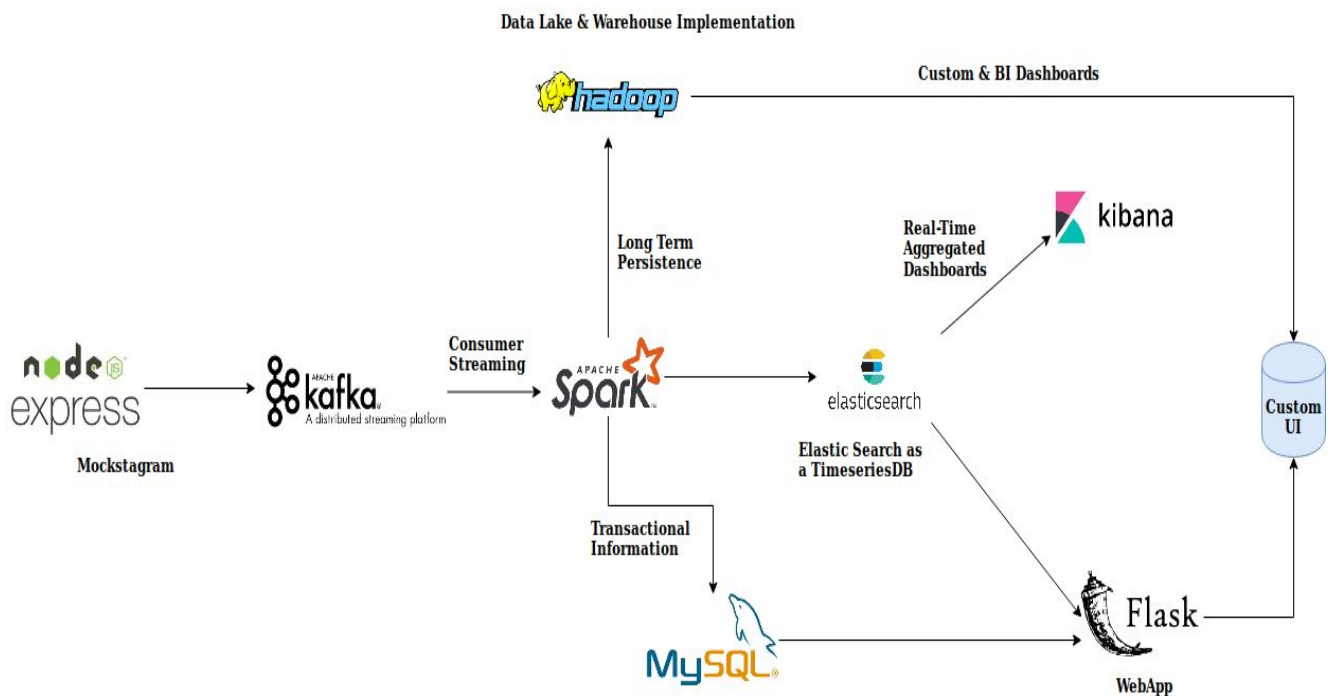 Data Lake & Warehouse Implementation
hadoop
Custom & BI Dashboards
kibana
Real-Time
Aggregated
Dashboards
Long Term
Persistence
node
JS
express
Mockstagram
APACHE
kafka
A distributed streaming platform
Consumer
Streaming
APACHE
Spark
TM
elasticsearch
Elastic Search as
a TimeseriesDB
Custom
UI
Transactional
Information
MySQL®
Flask
WebApp